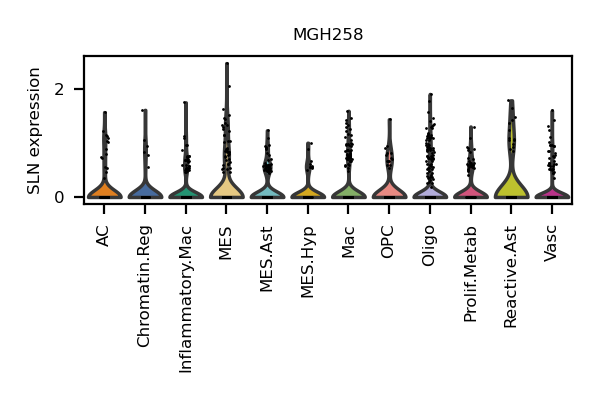 MGH258
SLN expression
2
0
AC
Chromatin.Reg
Inflammatory.Mac
MES
MES.Ast
MES.Hyp
Mac
OPC
Oligo
Prolif.Metab
Reactive.Ast
Vasc